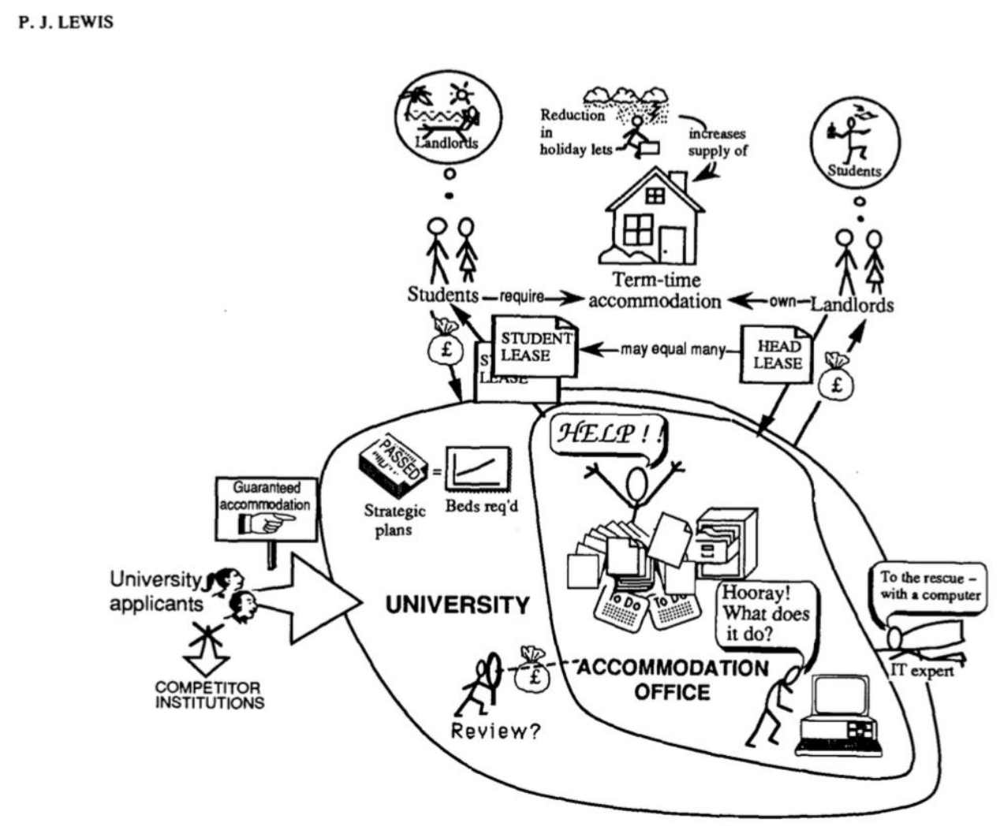 P. J. LEWIS
Landlords
Reduction
in
holiday lets
increases
supply of
Students
Term-time
accommodation
Students
require
own
Landlords
£
STUDENT
LEASE
S
LEASE
may equal many
HEAD
LEASE
£
HELP ! !
PASSED
=
Strategic
plans
Beds req'd
Guaranteed
accommodation
University
applicants
COMPETITOR
INSTITUTIONS
UNIVERSITY
To Do
To Do
Hooray!
What does
it do?
To the rescue –
with a computer
IT expert
£
Review?
ACCOMMODATION
OFFICE